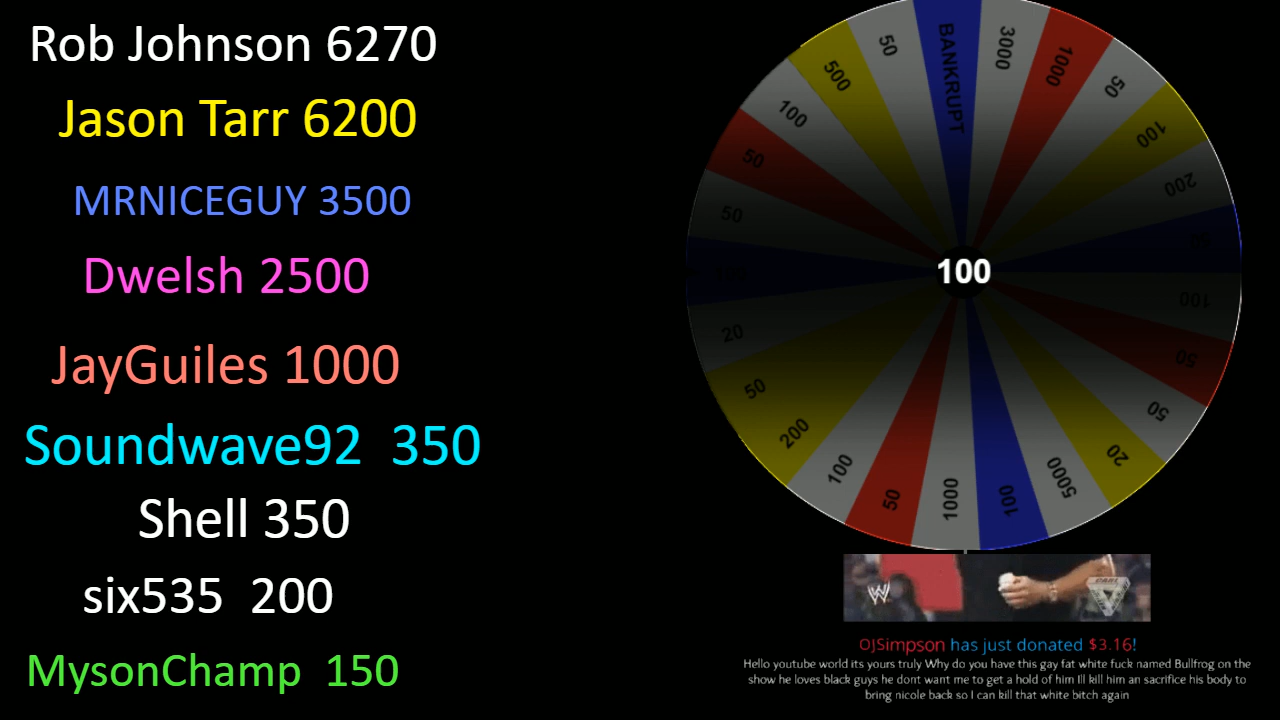 Rob Johnson 6270
Jason Tarr 6200
MRNICEGUY 3500
Dwelsh 2500
JayGuiles 1000
Soundwave92 350
Shell 350
six535 200
MysonChamp 150
BANKRUPT
3000
1000
50
100
200
50
100
50
50
20
5000
100
1000
50
100
200
50
20
50
50
100
500
50
100
OJSimpson has just donated $3.16!
Hello youtube world its yours truly Why do you have this gay fat white fuck named Bullfrog on the
show he loves black guys he dont want me to get a hold of him Ill kill him an sacrifice his body to
bring nicole back so I can kill that white bitch again